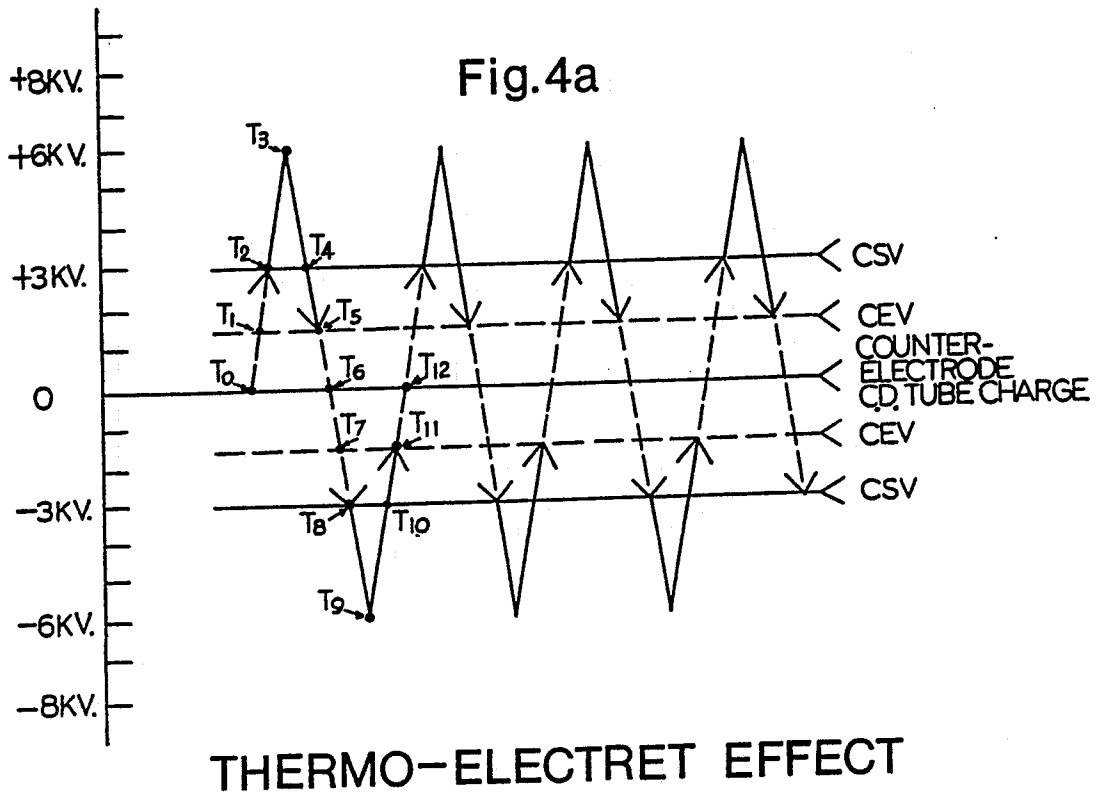 Fig.4a
+8KV.
+6KV.
+3KV.
0
-3KV.
-6KV.
-8KV.
T0
T1
T2
T3
T4
T5
T6
T7
T8
T9
T10
T11
T12
CSV
CEV
COUNTER-
ELECTRODE
C.D. TUBE CHARGE
CEV
CSV
THERMO-ELECTRET EFFECT